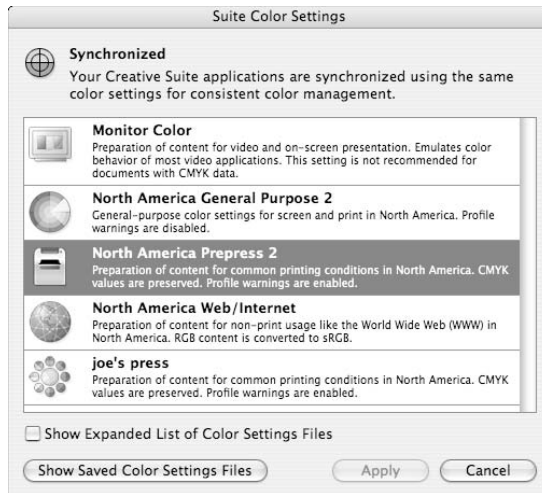 Suite Color Settings
Synchronized
Your Creative Suite applications are synchronized using the same
color settings for consistent color management.
Monitor Color
Preparation of content for video and on-screen presentation. Emulates color
behavior of most video applications. This setting is not recommended for
documents with CMYK data.
North America General Purpose 2
General-purpose color settings for screen and print in North America. Profile
warnings are disabled.
North America Prepress 2
Preparation of content for common printing conditions in North America. CMYK
values are preserved. Profile warnings are enabled.
North America Web/Internet
Preparation of content for non-print usage like the World Wide Web (WWW) in
North America. RGB content is converted to sRGB.
joe's press
Preparation of content for common printing conditions in North America. CMYK
values are preserved. Profile warnings are enabled.
Show Expanded List of Color Settings Files
Show Saved Color Settings Files
Apply
Cancel